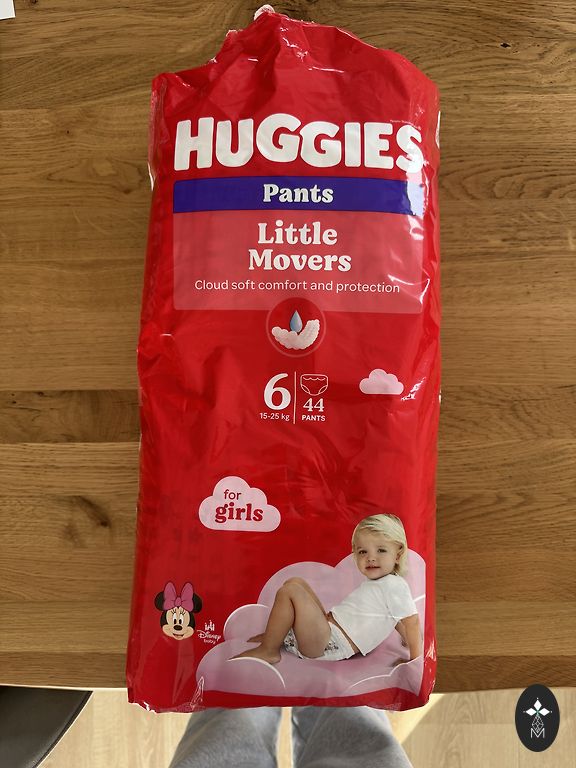 HUGGIES
Pants
Little
Movers
Cloud soft comfort and protection
6
15-25 kg
44
PANTS
for
girls
Disney
baby